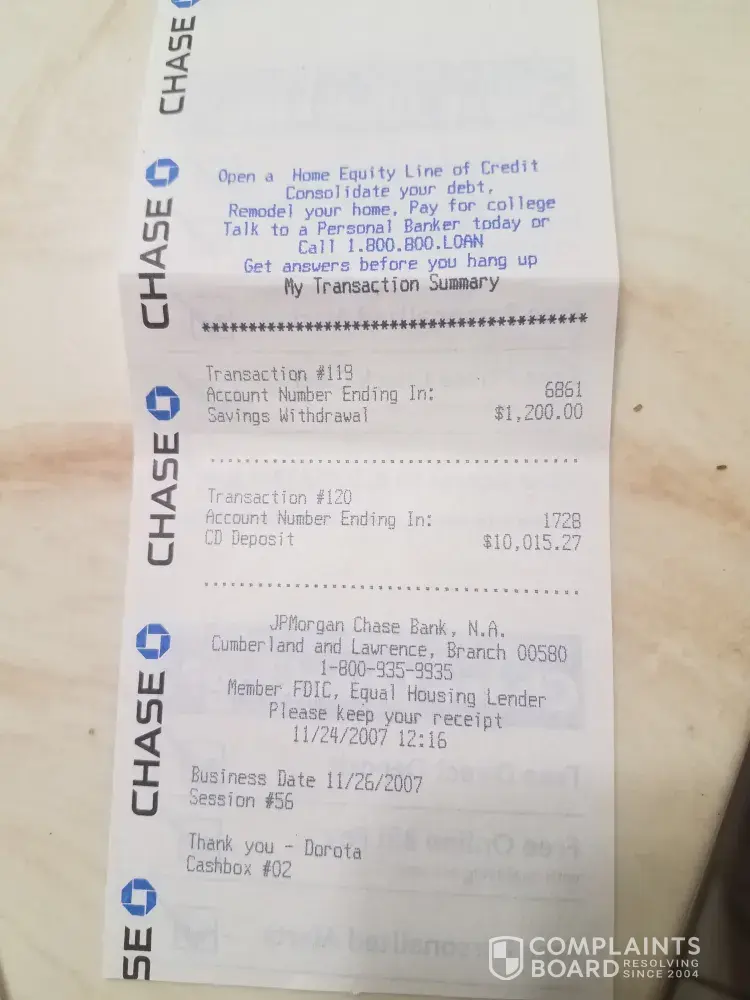 CHASE
Open a Home Equity Line of Credit
Consolidate your debt,
Remodel your home, Pay for college
Talk to a Personal Banker today or
Call 1.800.800.LOAN
Get answers before you hang up
My Transaction Summary
******************************************
CHASE
Transaction #119
Account Number Ending In: 6861
Savings Withdrawal $1,200.00
CHASE
Transaction #120
Account Number Ending In: 1728
CD Deposit $10,015.27
JPMorgan Chase Bank, N.A.
Cumberland and Lawrence, Branch 00580
1-800-935-9935
Member FDIC, Equal Housing Lender
Please keep your receipt
11/24/2007 12:16
CHASE
Business Date 11/26/2007
Session #56
Thank you - Dorota
Cashbox #02
SE
COMPLAINTS
BOARD RESOLVING
SINCE 2004